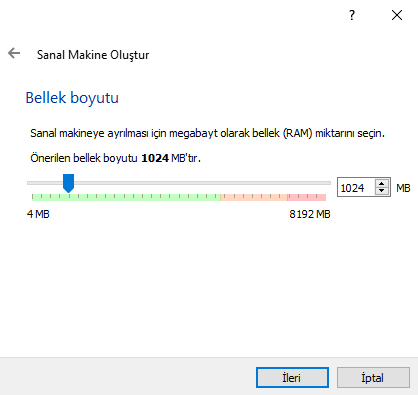 ?
Sanal Makine Oluştur
Bellek boyutu
Sanal makineye ayrılması için megabayt olarak bellek (RAM) miktarını seçin.
Önerilen bellek boyutu 1024 MB'tır.
1024 MB
4 MB 8192 MB
İleri İptal